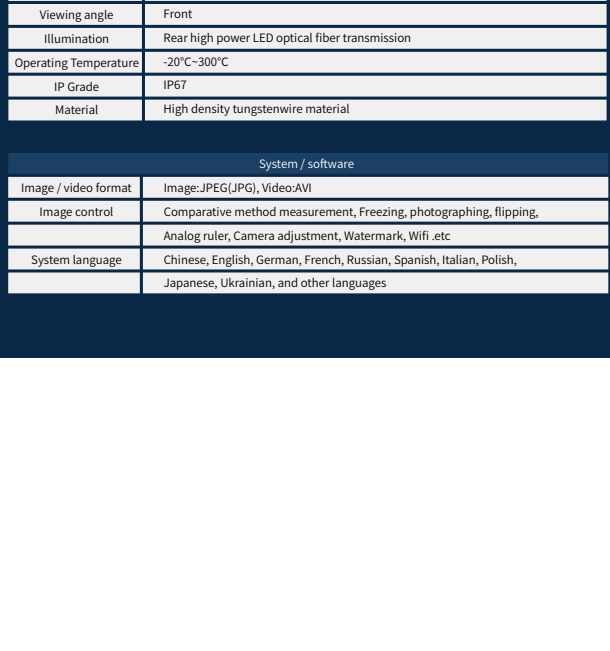 Viewing angle Front
Illumination Rear high power LED optical fiber transmission
Operating Temperature -20℃~300℃
IP Grade IP67
Material High density tungstenwire material
System / software
Image / video format Image:JPEG(JPG), Video:AVI
Image control Comparative method measurement, Freezing, photographing, flipping,
Analog ruler, Camera adjustment, Watermark, Wifi .etc
System language Chinese, English, German, French, Russian, Spanish, Italian, Polish,
Japanese, Ukrainian, and other languages